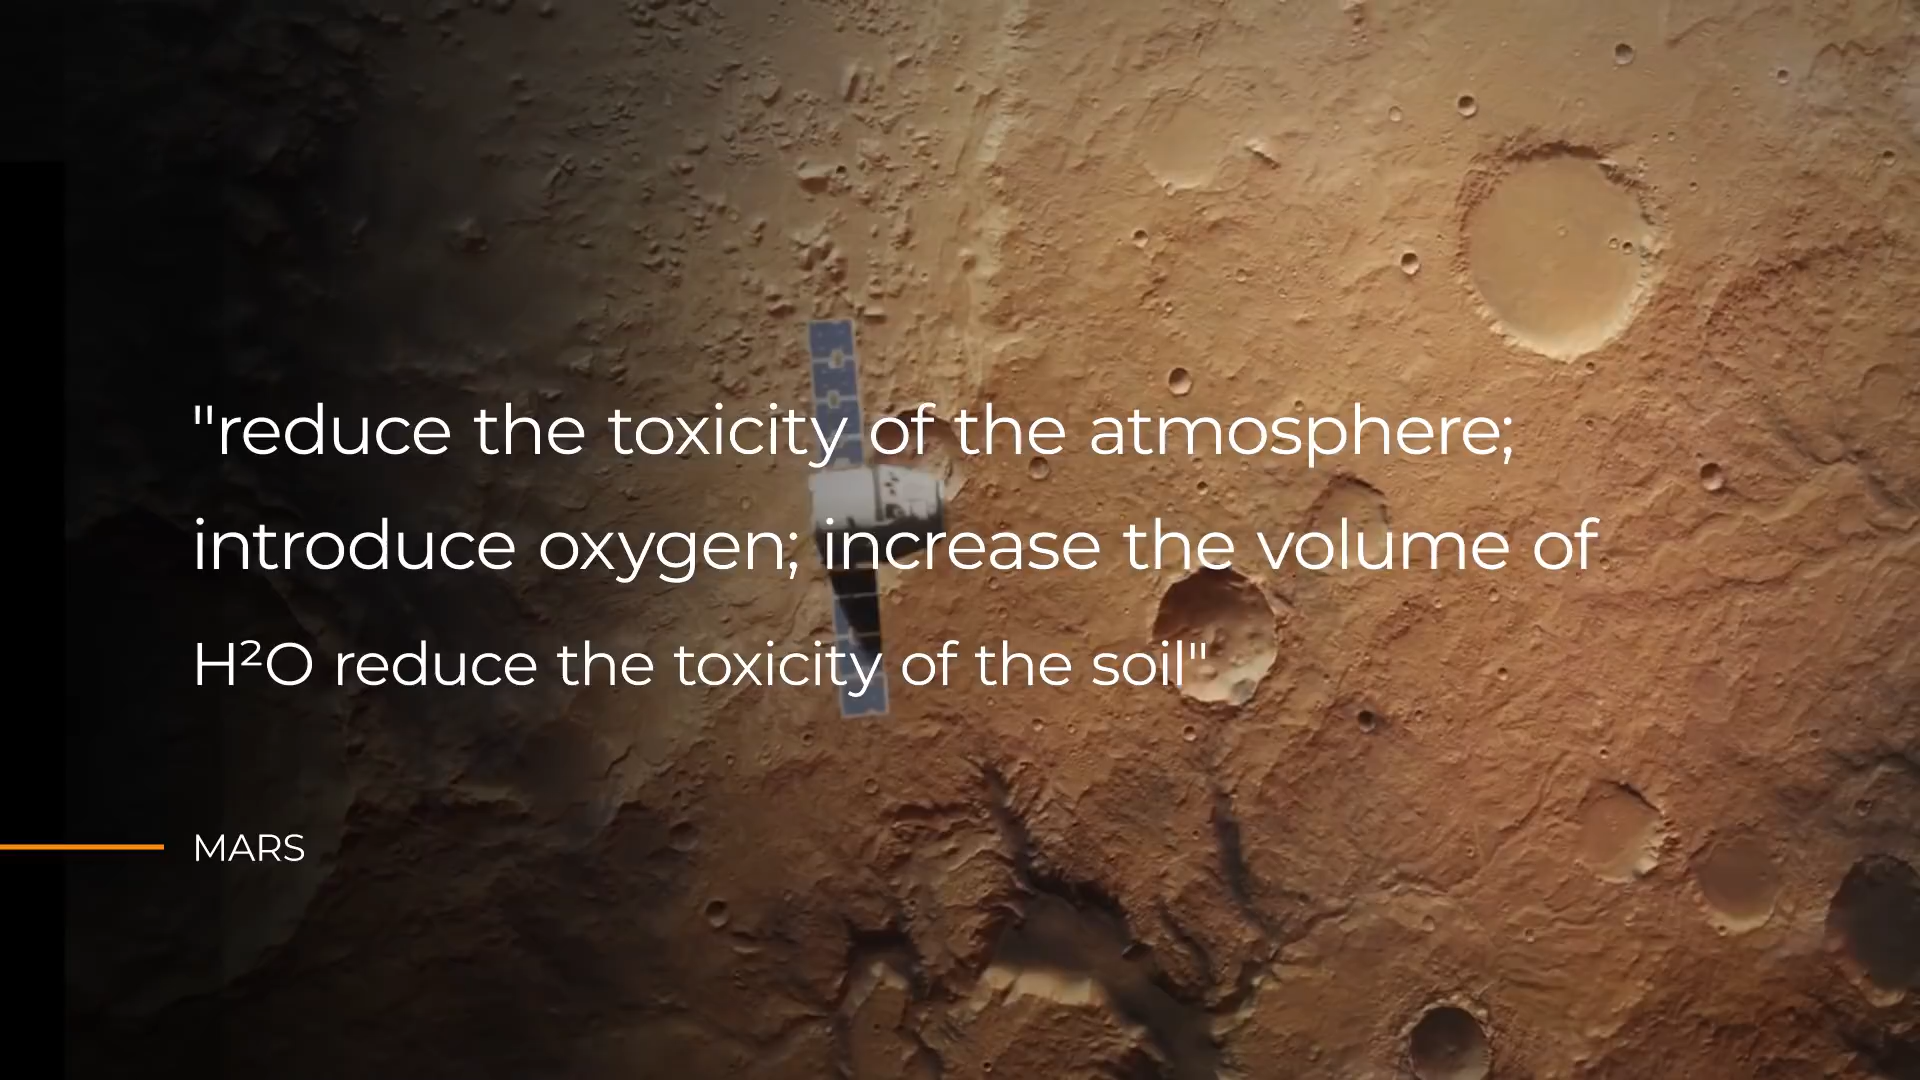 "reduce the toxicity of the atmosphere;
introduce oxygen; increase the volume of
H²O reduce the toxicity of the soil"
MARS